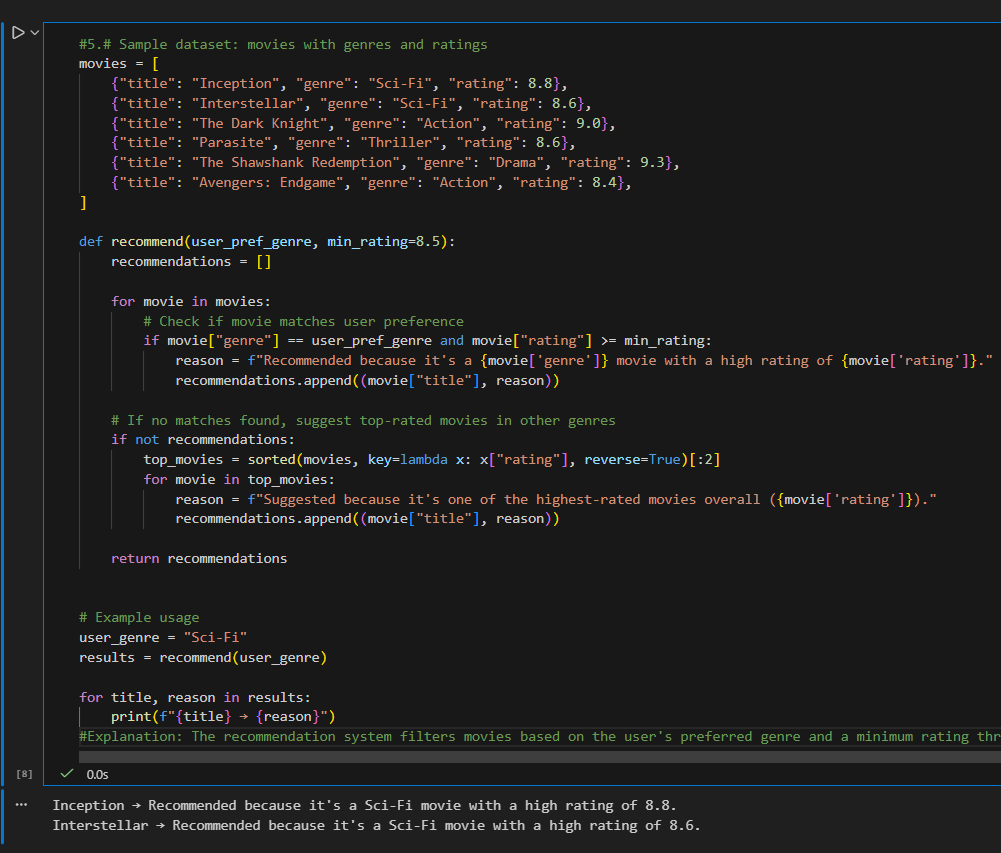 #5.# Sample dataset: movies with genres and ratings
movies = [
    {"title": "Inception", "genre": "Sci-Fi", "rating": 8.8},
    {"title": "Interstellar", "genre": "Sci-Fi", "rating": 8.6},
    {"title": "The Dark Knight", "genre": "Action", "rating": 9.0},
    {"title": "Parasite", "genre": "Thriller", "rating": 8.6},
    {"title": "The Shawshank Redemption", "genre": "Drama", "rating": 9.3},
    {"title": "Avengers: Endgame", "genre": "Action", "rating": 8.4},
]
def recommend(user_pref_genre, min_rating=8.5):
    recommendations = []
    for movie in movies:
        # Check if movie matches user preference
        if movie["genre"] == user_pref_genre and movie["rating"] >= min_rating:
            reason = f"Recommended because it's a {movie['genre']} movie with a high rating of {movie['rating']}."
            recommendations.append((movie["title"], reason))
    # If no matches found, suggest top-rated movies in other genres
    if not recommendations:
        top_movies = sorted(movies, key=lambda x: x["rating"], reverse=True)[:2]
        for movie in top_movies:
            reason = f"Suggested because it's one of the highest-rated movies overall ({movie['rating']})."
            recommendations.append((movie["title"], reason))
    return recommendations
# Example usage
user_genre = "Sci-Fi"
results = recommend(user_genre)
for title, reason in results:
    print(f"{title} → {reason}")
#Explanation: The recommendation system filters movies based on the user's preferred genre and a minimum rating thr
[8] 0.0s
... Inception → Recommended because it's a Sci-Fi movie with a high rating of 8.8.
Interstellar → Recommended because it's a Sci-Fi movie with a high rating of 8.6.